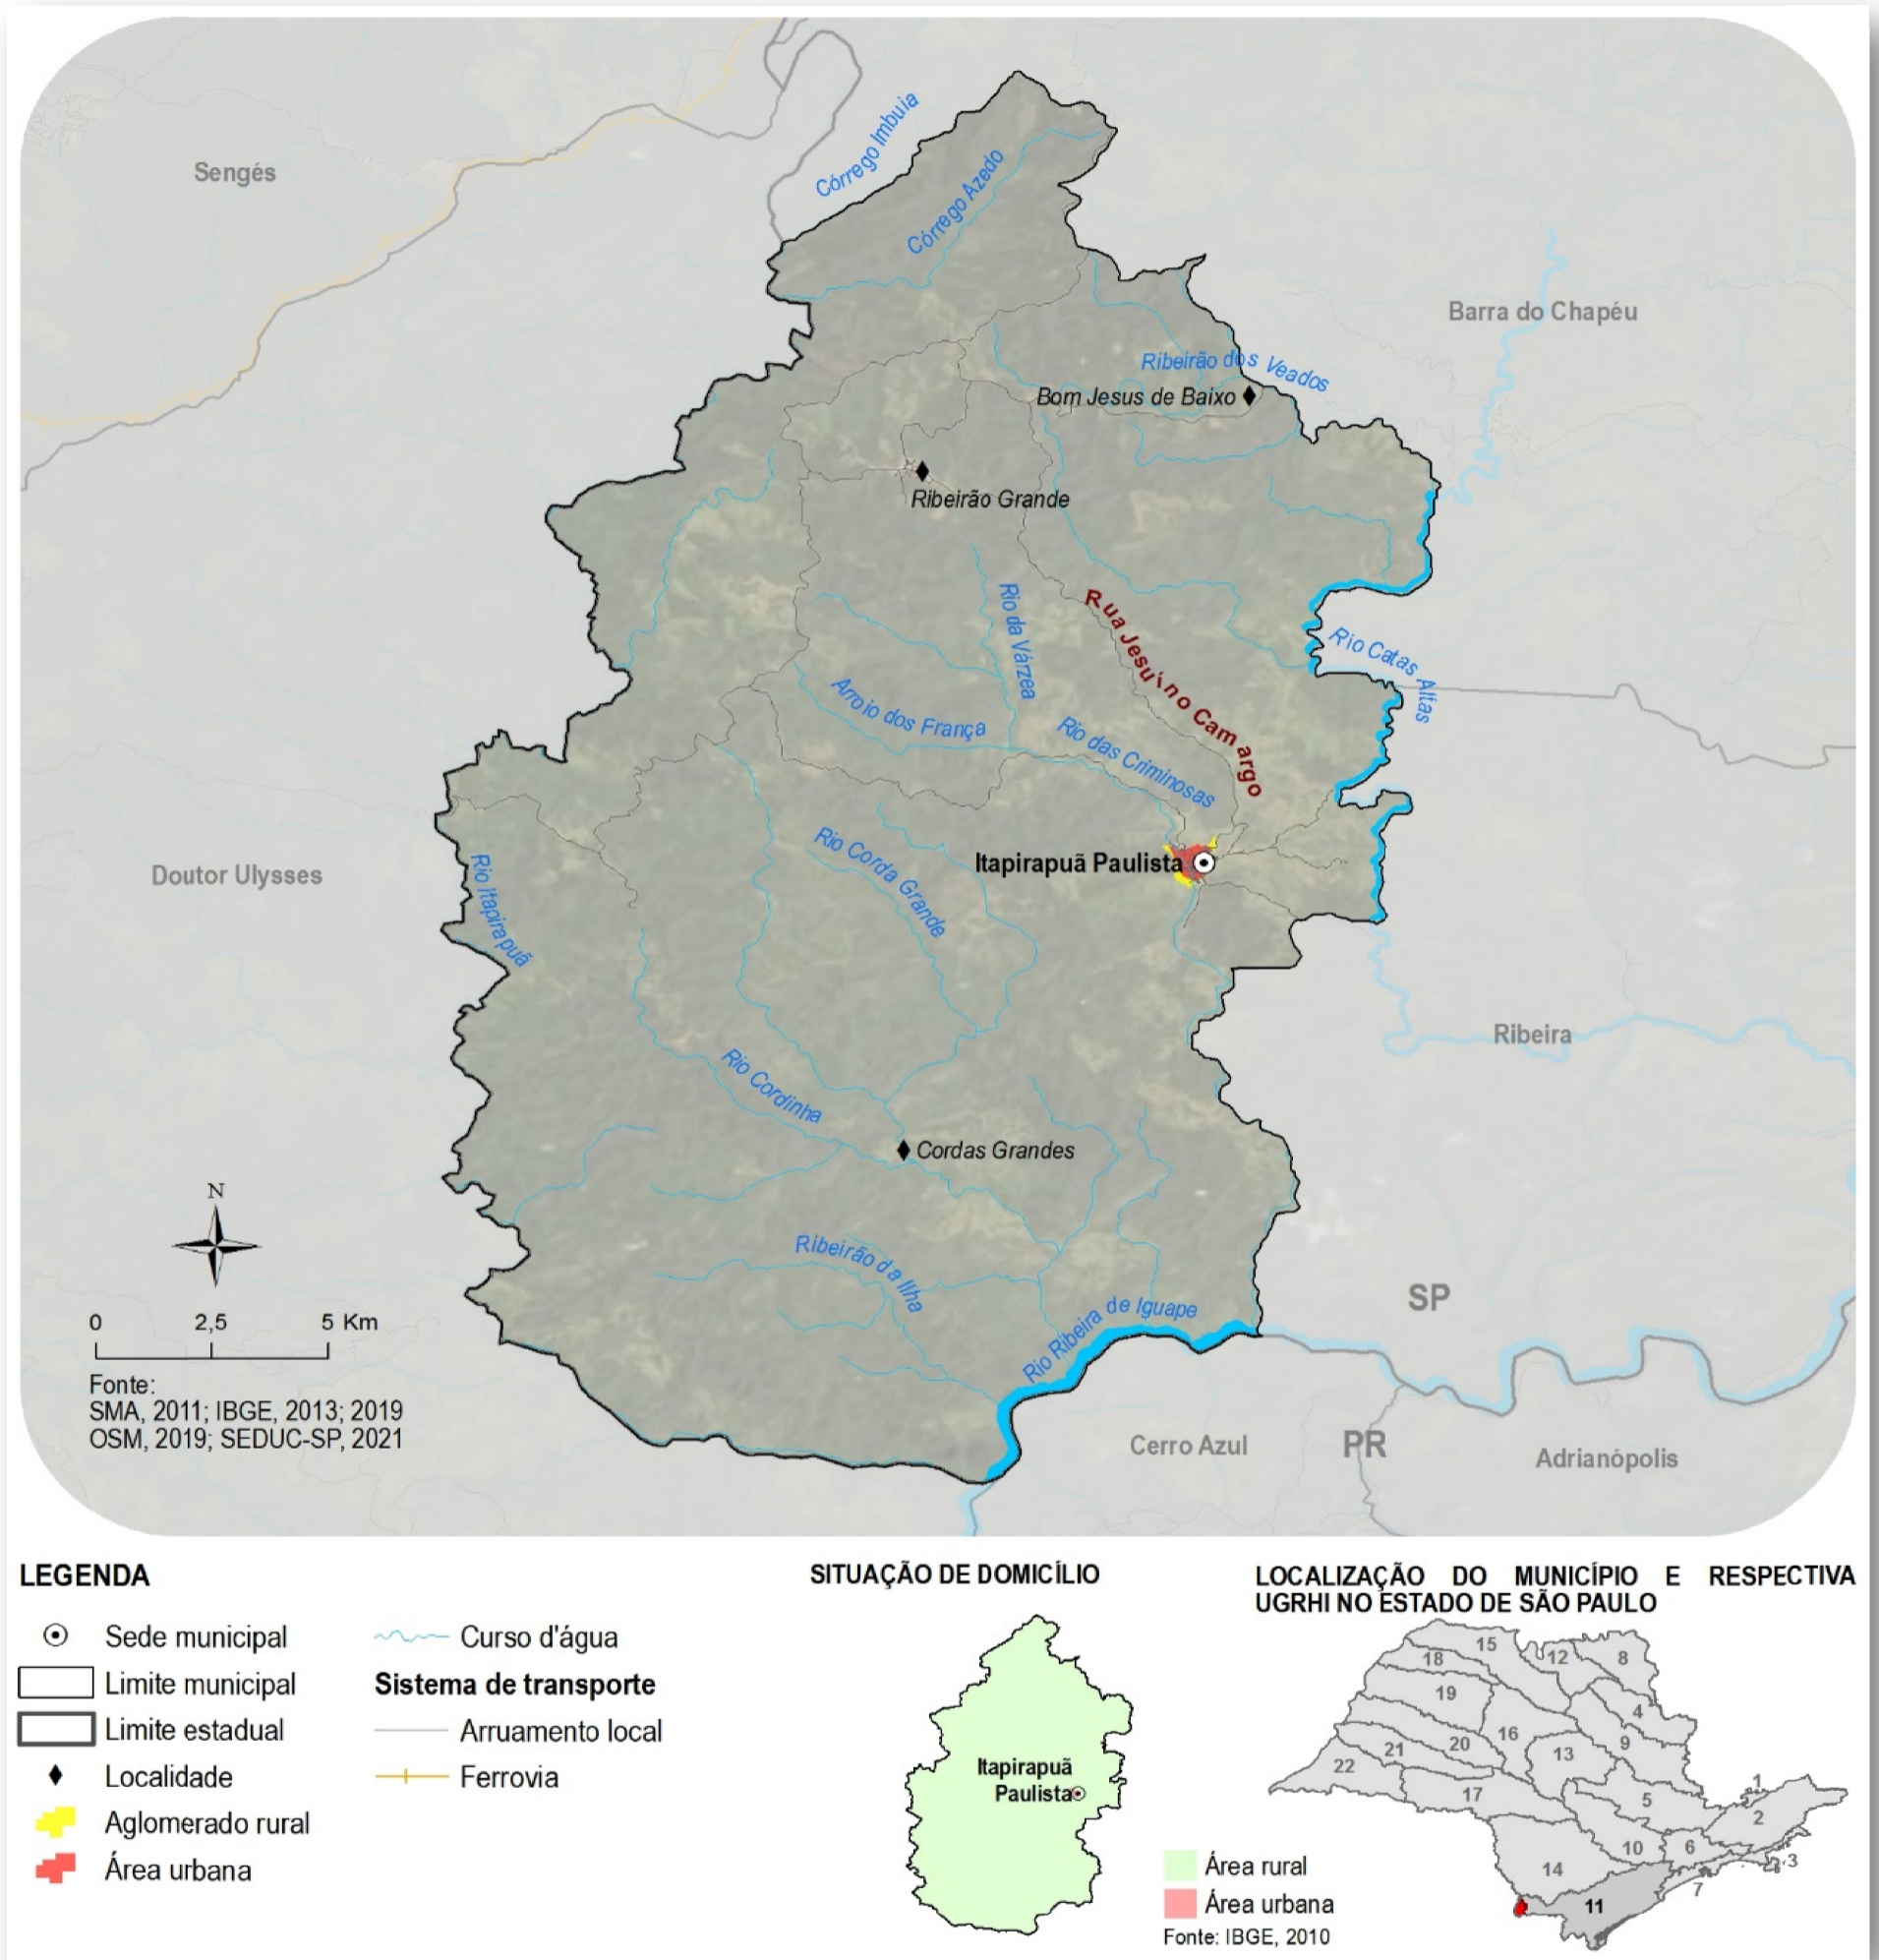 Córrego Imbuia
Sengés
Córrego Azedo
Barra do Chapéu
Ribeirão dos Veados
Bom Jesus de Baixo
Ribeirão Grande
Rio da Várzea
Rua Jesuíno Camargo
Rio Catas Altas
Arroio dos França
Rio das Criminosas
Rio Corda Grande
Itapirapuã Paulista
Doutor Ulysses
Rio Itapirapuã
Ribeira
Rio Cordinha
Cordas Grandes
N
Ribeirão da Ilha
SP
Rio Ribeira de Iguape
0 2,5 5 Km
Fonte:
SMA, 2011; IBGE, 2013; 2019
OSM, 2019; SEDUC-SP, 2021
Cerro Azul
PR
Adrianópolis
LEGENDA
Sede municipal
Limite municipal
Limite estadual
Localidade
Aglomerado rural
Área urbana
Curso d'água
Sistema de transporte
Arruamento local
Ferrovia
SITUAÇÃO DE DOMICÍLIO
Itapirapuã
Paulista
Área rural
Área urbana
Fonte: IBGE, 2010
LOCALIZAÇÃO DO MUNICÍPIO E RESPECTIVA
UGRHI NO ESTADO DE SÃO PAULO
15
12
8
18
19
4
16
9
20
13
21
22
1
17
5
2
10
6
3
14
7
11